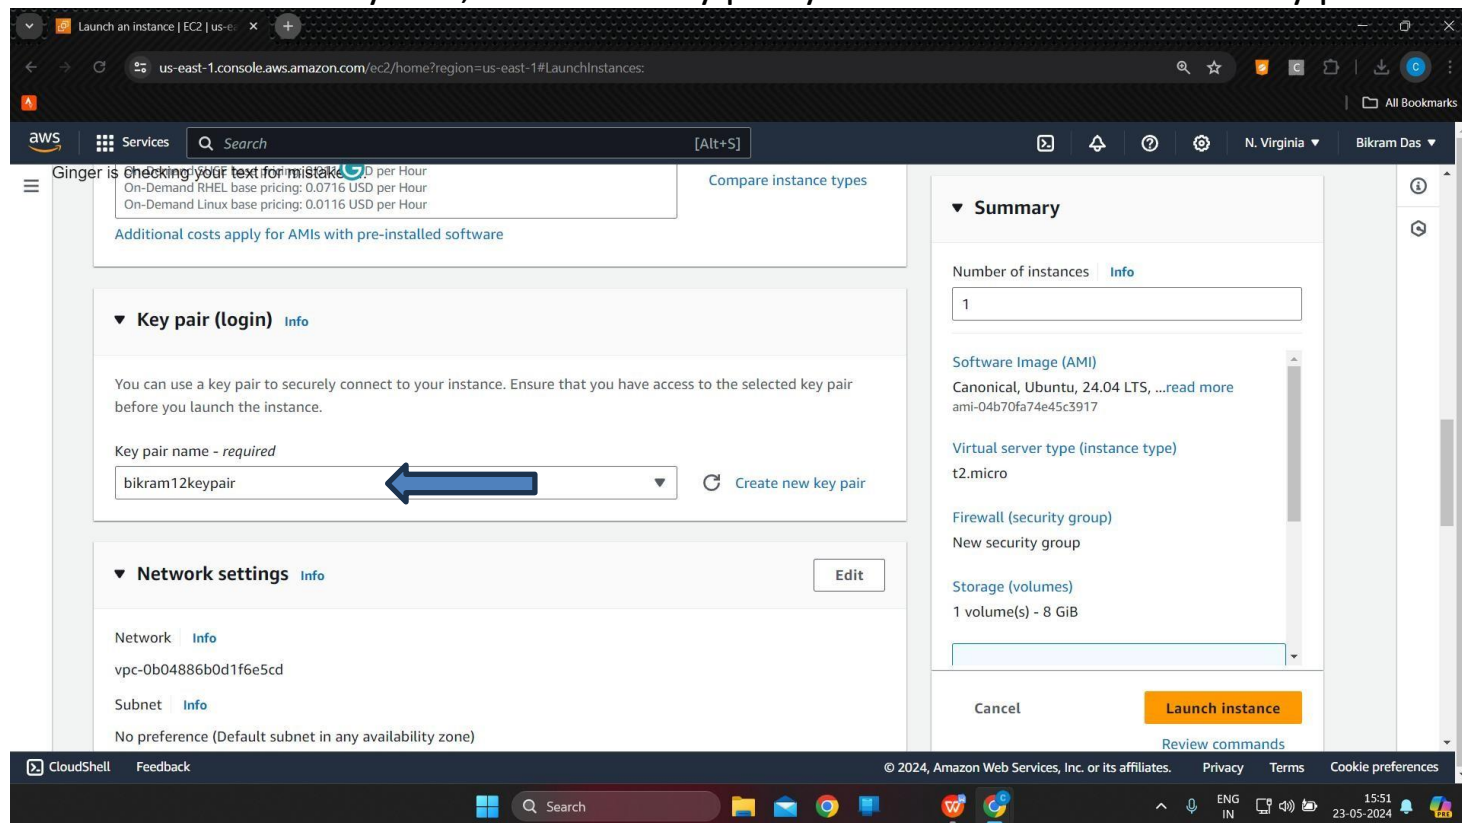 Launch an instance | EC2 | us-e
us-east-1.console.aws.amazon.com/ec2/home?region=us-east-1#LaunchInstances:
All Bookmarks
aws Services Search [Alt+S] N. Virginia ▼ Bikram Das ▼
Ginger is checking your text for mistake
USD per Hour
On-Demand RHEL base pricing: 0.0716 USD per Hour
On-Demand Linux base pricing: 0.0116 USD per Hour
Compare instance types
Additional costs apply for AMIs with pre-installed software
▼ Key pair (login) Info
You can use a key pair to securely connect to your instance. Ensure that you have access to the selected key pair
before you launch the instance.
Key pair name - required
bikram12keypair
Create new key pair
▼ Network settings Info
Edit
Network Info
vpc-0b04886b0d1f6e5cd
Subnet Info
No preference (Default subnet in any availability zone)
▼ Summary
Number of instances Info
1
Software Image (AMI)
Canonical, Ubuntu, 24.04 LTS, ...read more
ami-04b70fa74e45c3917
Virtual server type (instance type)
t2.micro
Firewall (security group)
New security group
Storage (volumes)
1 volume(s) - 8 GiB
Cancel
Launch instance
Review commands
CloudShell Feedback © 2024, Amazon Web Services, Inc. or its affiliates. Privacy Terms Cookie preferences
Search
ENG
IN
15:51
23-05-2024